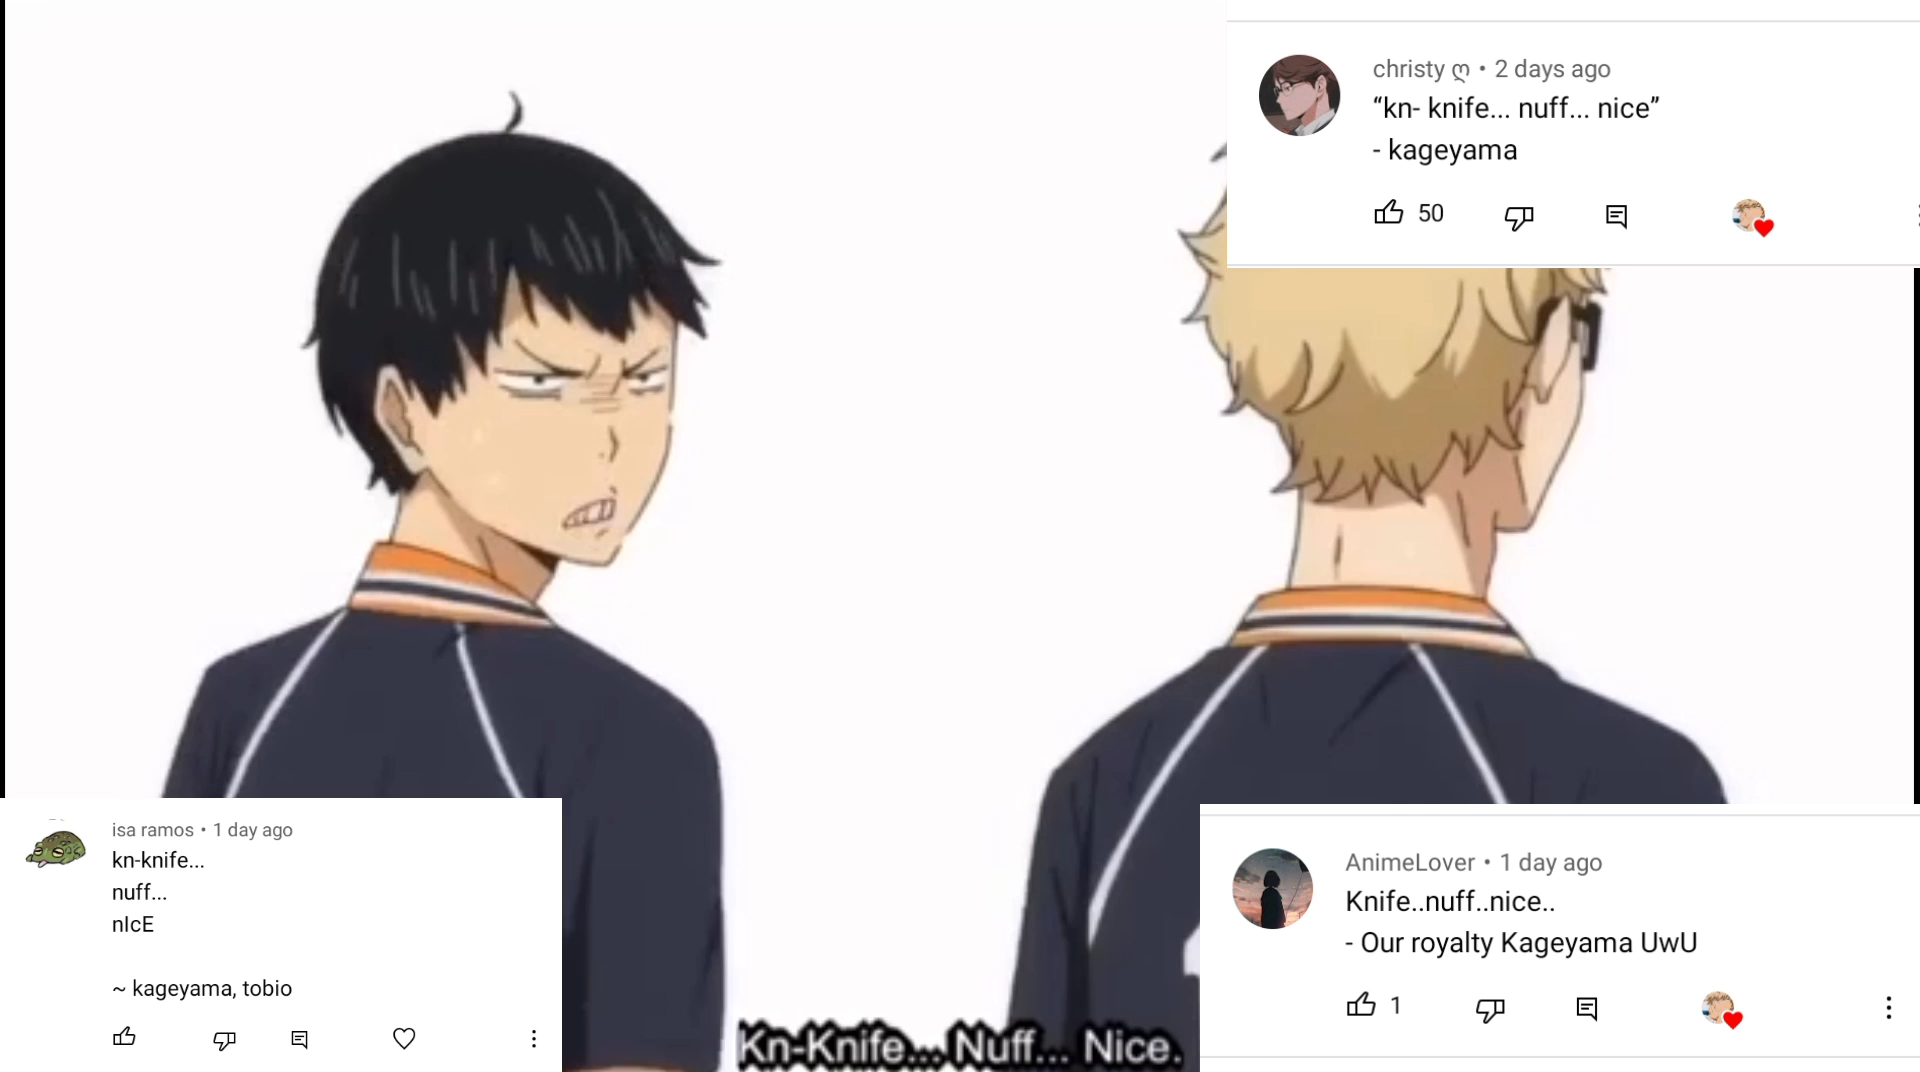 christy ღ • 2 days ago
“kn- knife... nuff... nice”
- kageyama
50
isa ramos • 1 day ago
kn-knife...
nuff...
nIcE
~ kageyama, tobio
AnimeLover • 1 day ago
Knife..nuff..nice..
- Our royalty Kageyama UwU
1
Kn-Knife... Nuff... Nice.